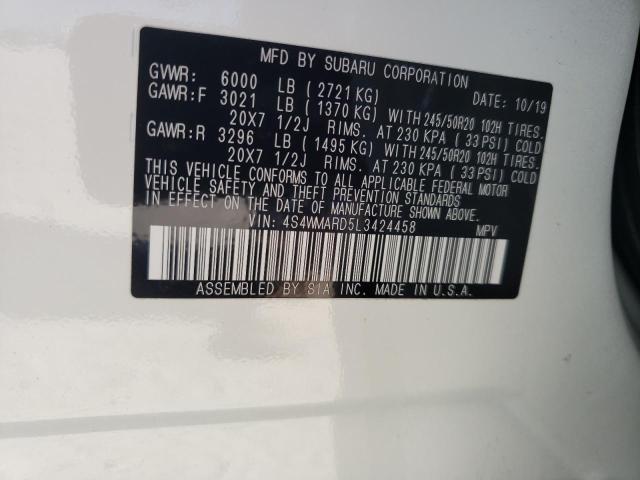 MFD BY SUBARU CORPORATION
GVWR: 6000 LB ( 2721 KG) DATE: 10/19
GAWR:F 3021 LB ( 1370 KG) WITH 245/50R20 102H TIRES.
20X7 1/2J RIMS. AT 230 KPA ( 33 PSI) COLD
GAWR:R 3296 LB ( 1495 KG) WITH 245/50R20 102H TIRES.
20X7 1/2J RIMS. AT 230 KPA ( 33 PSI) COLD
THIS VEHICLE CONFORMS TO ALL APPLICABLE FEDERAL MOTOR
VEHICLE SAFETY AND THEFT PREVENTION STANDARDS
IN EFFECT ON THE DATE OF MANUFACTURE SHOWN ABOVE.
VIN: 4S4WMARD5L3424458 MPV
ASSEMBLED BY SIA, INC. MADE IN U.S.A.